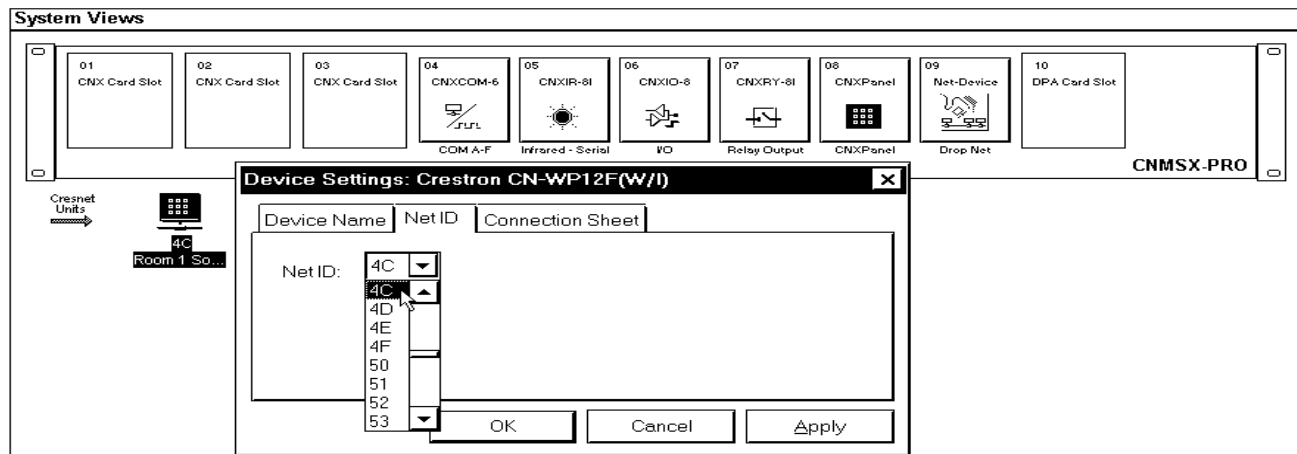 System Views
01
CNX Card Slot
02
CNX Card Slot
03
CNX Card Slot
04
CNXCOM-6
COM A-F
05
CNXIR-8I
Infrared - Serial
06
CNXIO-8
I/O
07
CNXRY-8I
Relay Output
08
CNXPanel
CNXPanel
09
Net-Device
Drop Net
10
DPA Card Slot
CNMSX-PRO
Cresnet
Units
4C
Room 1 So...
Device Settings: Crestron CN-WP12F(W/I)
Device Name
Net ID
Connection Sheet
Net ID:
4C
4C
4D
4E
4F
50
51
52
53
OK
Cancel
Apply